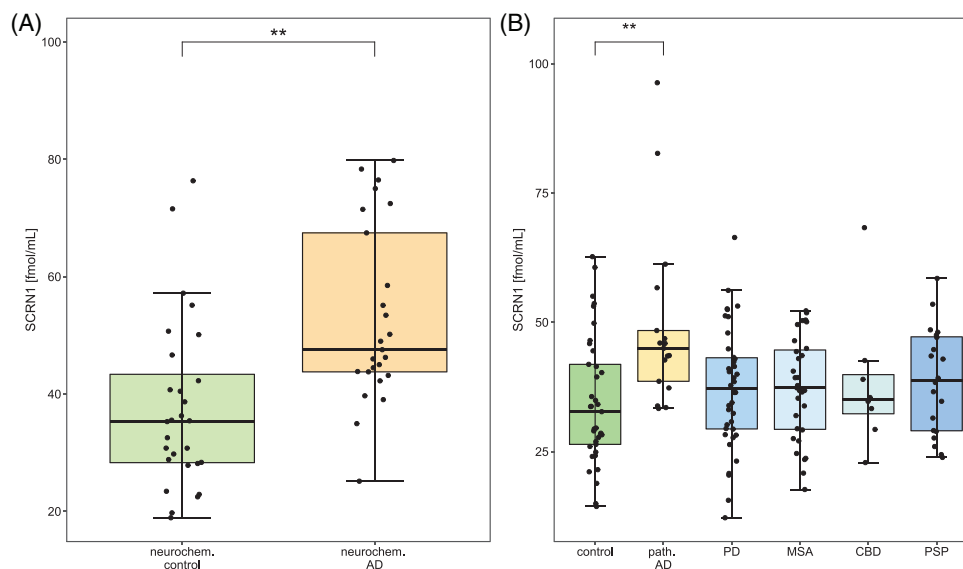 (A)
**
100
80
60
40
20
SCRN1 [fmol/mL]
neurochem.
control
neurochem.
AD
(B)
**
100
75
50
25
SCRN1 [fmol/mL]
control
path.
AD
PD
MSA
CBD
PSP